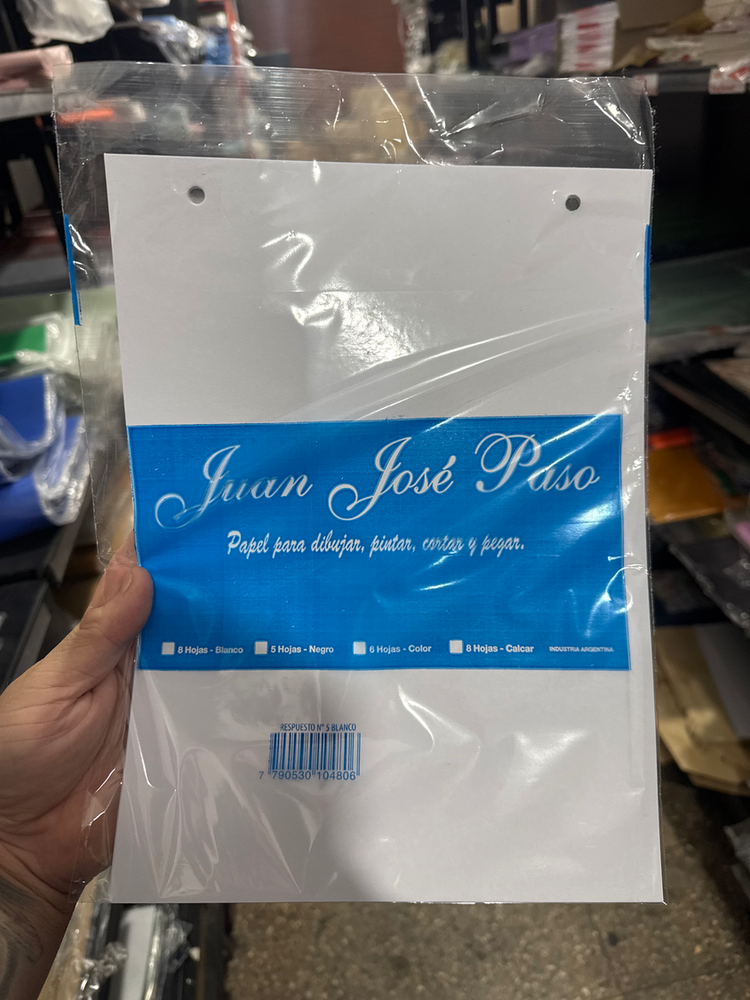 Juan José Paso
Papel para dibujar, pintar, cortar y pegar.
8 Hojas - Blanco 5 Hojas - Negro 6 Hojas - Color 8 Hojas - Calcar INDUSTRIA ARGENTINA
RESPUESTO N° 5 BLANCO
7 790530 104806